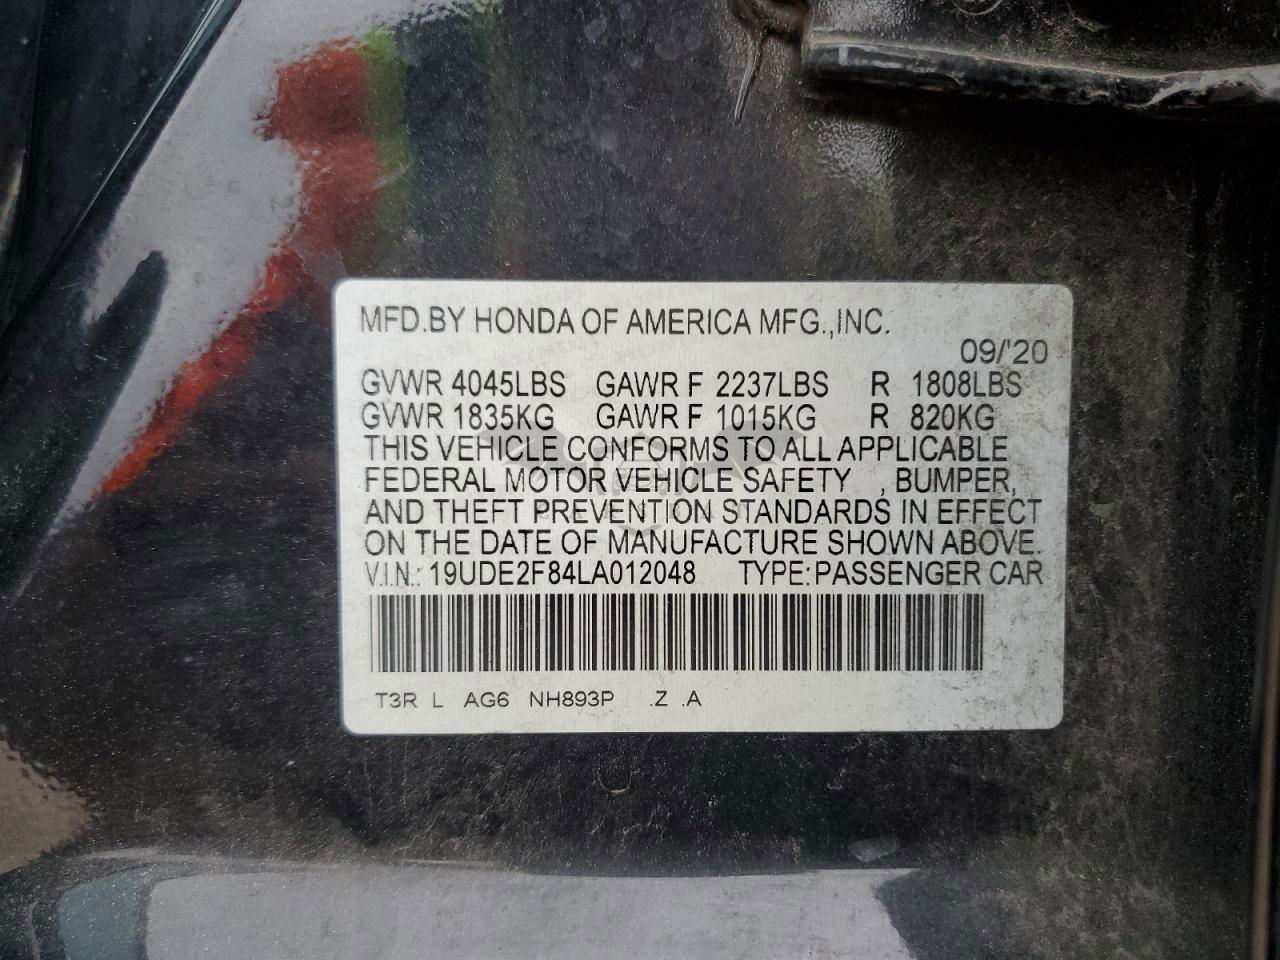 MFD.BY HONDA OF AMERICA MFG.,INC.
09/'20
GVWR 4045LBS GAWR F 2237LBS R 1808LBS
GVWR 1835KG GAWR F 1015KG R 820KG
THIS VEHICLE CONFORMS TO ALL APPLICABLE
FEDERAL MOTOR VEHICLE SAFETY , BUMPER,
AND THEFT PREVENTION STANDARDS IN EFFECT
ON THE DATE OF MANUFACTURE SHOWN ABOVE.
V.I.N.: 19UDE2F84LA012048 TYPE:PASSENGER CAR
T3R L AG6 NH893P .Z .A